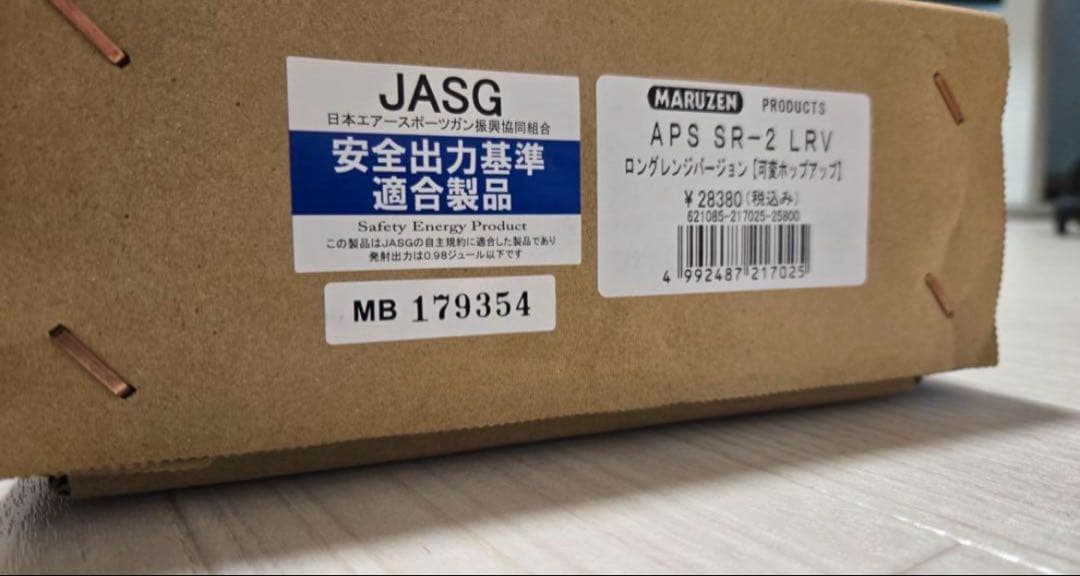 JASG
日本エアースポーツガン振興協同組合
安全出力基準
適合製品
Safety Energy Product
この製品はJASGの自主規約に適合した製品であり
発射出力は0.98ジュール以下です
MB 179354
MARUZEN PRODUCTS
APS SR-2 LRV
ロングレンジバージョン [可変ホップアップ]
¥28380(税込み)
621085-217025-25800
4 992487 217025